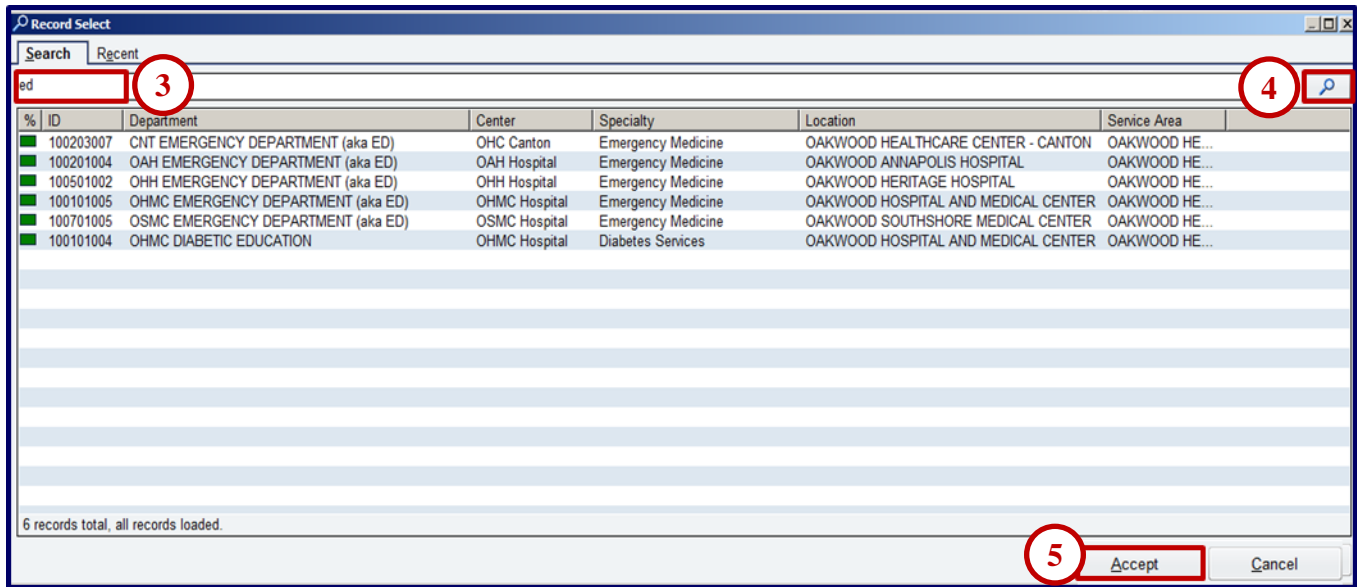 Record Select
Search Recent
ed 3 4
% ID Department Center Specialty Location Service Area
100203007 CNT EMERGENCY DEPARTMENT (aka ED) OHC Canton Emergency Medicine OAKWOOD HEALTHCARE CENTER - CANTON OAKWOOD HE...
100201004 OAH EMERGENCY DEPARTMENT (aka ED) OAH Hospital Emergency Medicine OAKWOOD ANNAPOLIS HOSPITAL OAKWOOD HE...
100501002 OHH EMERGENCY DEPARTMENT (aka ED) OHH Hospital Emergency Medicine OAKWOOD HERITAGE HOSPITAL OAKWOOD HE...
100101005 OHMC EMERGENCY DEPARTMENT (aka ED) OHMC Hospital Emergency Medicine OAKWOOD HOSPITAL AND MEDICAL CENTER OAKWOOD HE...
100701005 OSMC EMERGENCY DEPARTMENT (aka ED) OSMC Hospital Emergency Medicine OAKWOOD SOUTHSHORE MEDICAL CENTER OAKWOOD HE...
100101004 OHMC DIABETIC EDUCATION OHMC Hospital Diabetes Services OAKWOOD HOSPITAL AND MEDICAL CENTER OAKWOOD HE...
6 records total, all records loaded.
5 Accept Cancel